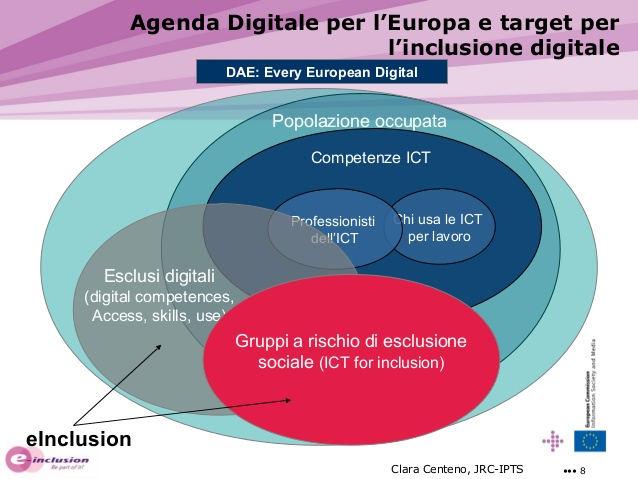 Agenda Digitale per l’Europa e target per
l’inclusione digitale
DAE: Every European Digital
Popolazione occupata
Competenze ICT
Professionisti
dell’ICT
Chi usa le ICT
per lavoro
Esclusi digitali
(digital competences,
Access, skills, use)
Gruppi a rischio di esclusione
sociale (ICT for inclusion)
eInclusion
e-inclusion
Be part of it!
European Commission
Information Society and Media
Clara Centeno, JRC-IPTS
••• 8